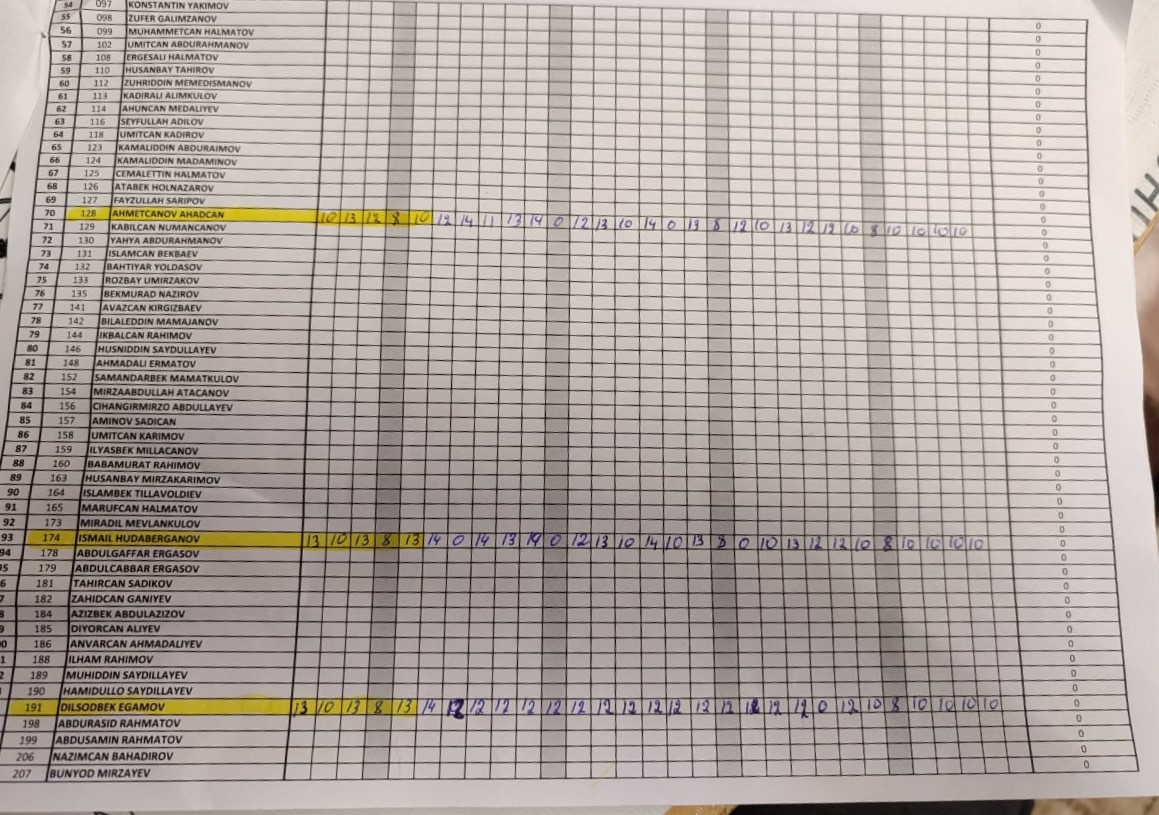 54 097 KONSTANTIN YAKIMOV
55 098 ZUFER GALIMZANOV 0
56 099 MUHAMMETCAN HALMATOV 0
57 102 UMITCAN ABDURAHMANOV 0
58 108 ERGESALI HALMATOV 0
59 110 HUSANBAY TAHIROV 0
60 112 ZUHRIDDIN MEMEDISMANOV 0
61 113 KADIRALI ALIMKULOV 0
62 114 AHUNCAN MEDALIYEV 0
63 116 SEYFULLAH ADILOV 0
64 118 UMITCAN KADIROV 0
65 123 KAMALIDDIN ABDURAIMOV 0
66 124 KAMALIDDIN MADAMINOV 0
67 125 CEMALETTIN HALMATOV 0
68 126 ATABEK HOLNAZAROV 0
69 127 FAYZULLAH SARIPOV 0
70 128 AHMETCANOV AHADCAN 10 13 12 8 10 12 14 11 13 14 0 12 13 10 14 0 13 8 12 10 13 12 12 10 8 10 10 10 10 0
71 129 KABILCAN NUMANCANOV 0
72 130 YAHYA ABDURAHMANOV 0
73 131 ISLAMCAN BEKBAEV 0
74 132 BAHTIYAR YOLDASOV 0
75 133 ROZBAY UMIRZAKOV 0
76 135 BEKMURAD NAZIROV 0
77 141 AVAZCAN KIRGIZBAEV 0
78 142 BILALEDDIN MAMAJANOV 0
79 144 IKBALCAN RAHIMOV 0
80 146 HUSNIDDIN SAYDULLAYEV 0
81 148 AHMADALI ERMATOV 0
82 152 SAMANDARBEK MAMATKULOV 0
83 154 MIRZAABDULLAH ATACANOV 0
84 156 CIHANGIRMIRZO ABDULLAYEV 0
85 157 AMINOV SADICAN 0
86 158 UMITCAN KARIMOV 0
87 159 ILYASBEK MILLACANOV 0
88 160 BABAMURAT RAHIMOV 0
89 163 HUSANBAY MIRZAKARIMOV 0
90 164 ISLAMBEK TILLAVOLDIEV 0
91 165 MARUFCAN HALMATOV 0
92 173 MIRADIL MEVLANKULOV 0
93 174 ISMAIL HUDABERGANOV 13 10 13 8 13 14 0 14 13 14 0 12 13 10 14 10 13 8 0 10 13 12 12 10 8 10 10 10 10 0
94 178 ABDULGAFFAR ERGASOV 0
5 179 ABDULCABBAR ERGASOV 0
6 181 TAHIRCAN SADIKOV 0
7 182 ZAHIDCAN GANIYEV 0
8 184 AZIZBEK ABDULAZIZOV 0
9 185 DIYORCAN ALIYEV 0
0 186 ANVARCAN AHMADALIYEV 0
1 188 ILHAM RAHIMOV 0
2 189 MUHIDDIN SAYDILLAYEV 0
190 HAMIDULLO SAYDILLAYEV 0
191 DILSODBEK EGAMOV 13 10 13 8 13 14 12 12 12 12 12 12 12 12 12 12 12 12 12 12 12 0 12 10 8 10 10 10 10 0
198 ABDURASID RAHMATOV 0
199 ABDUSAMIN RAHMATOV 0
206 NAZIMCAN BAHADIROV 0
207 BUNYOD MIRZAYEV 0